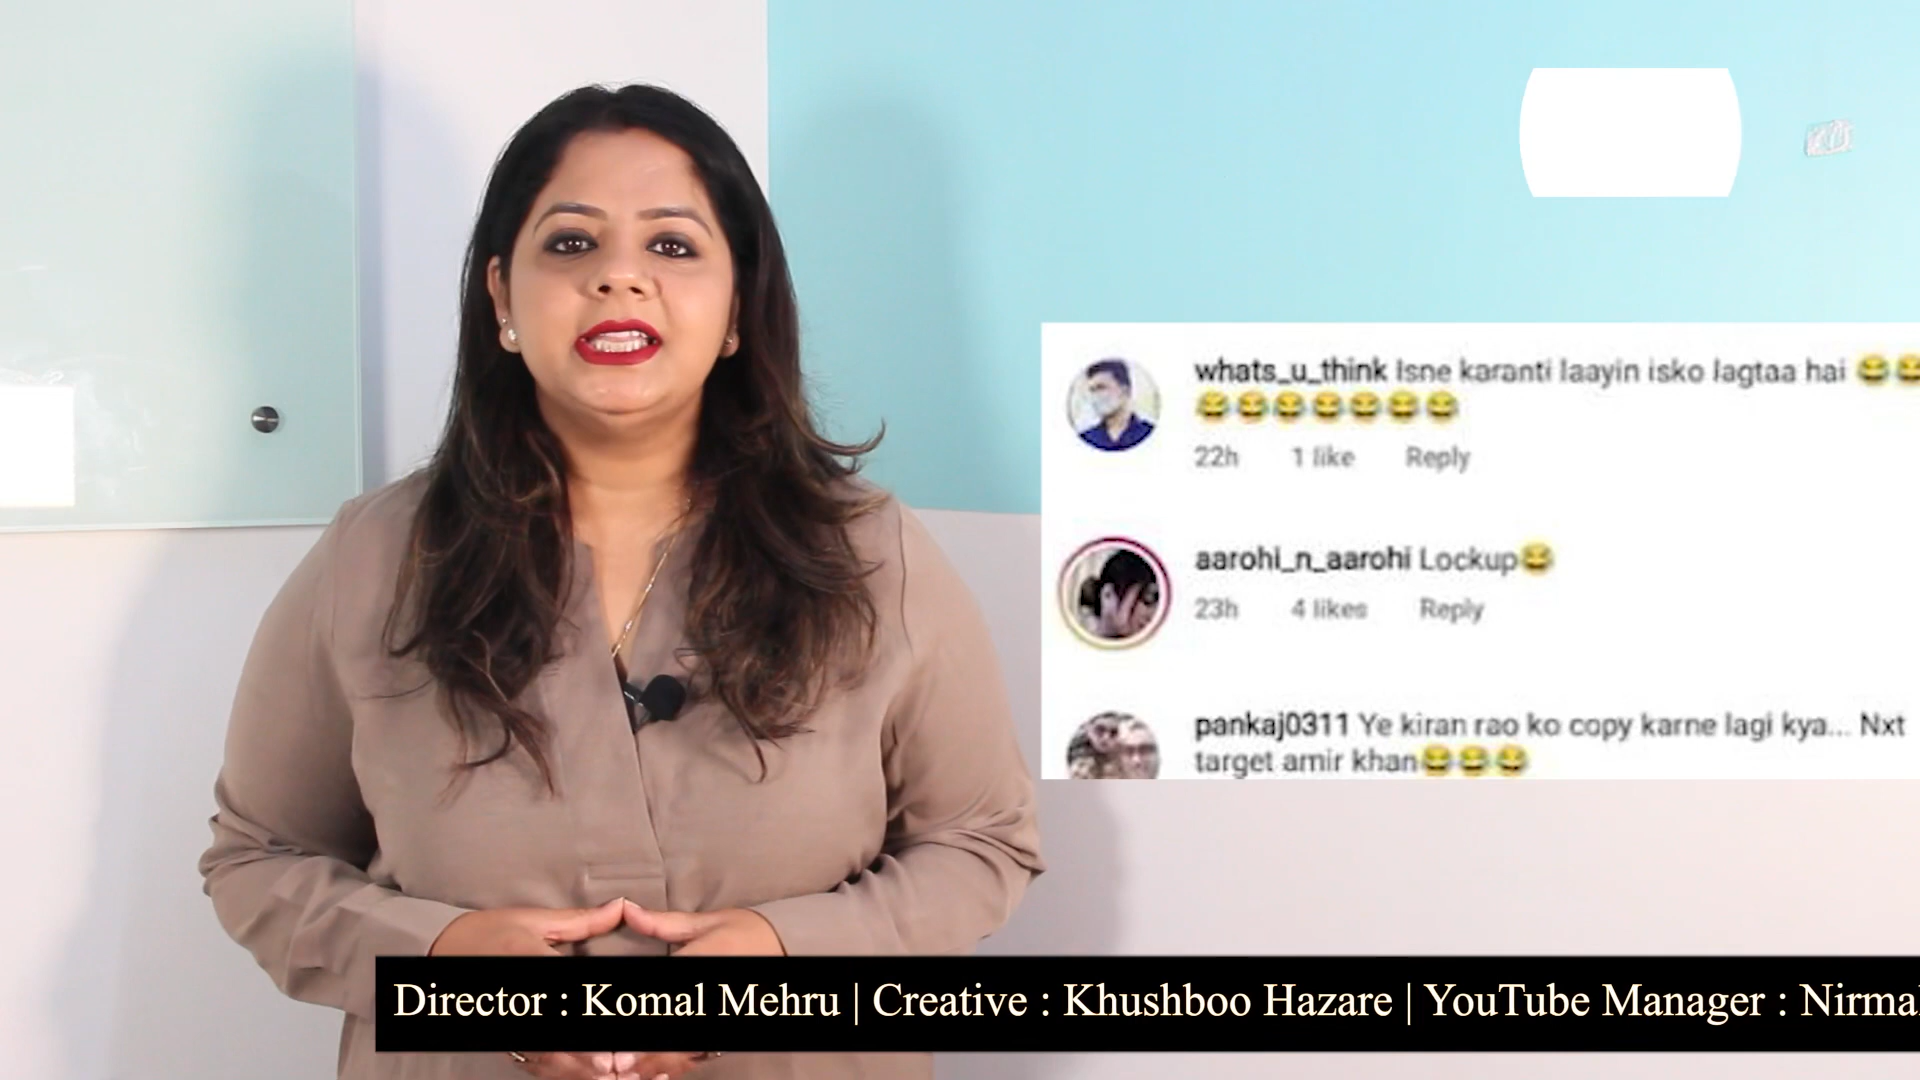 whats_u_think Isne karanti laayin isko lagtaa hai 😂😂
😂😂😂😂😂😂😂
22h 1 like Reply
aarohi_n_aarohi Lockup😂
23h 4 likes Reply
pankaj0311 Ye kiran rao ko copy karne lagi kya... Nxt
target amir khan😂😂😂
Director : Komal Mehru | Creative : Khushboo Hazare | YouTube Manager : Nirmal